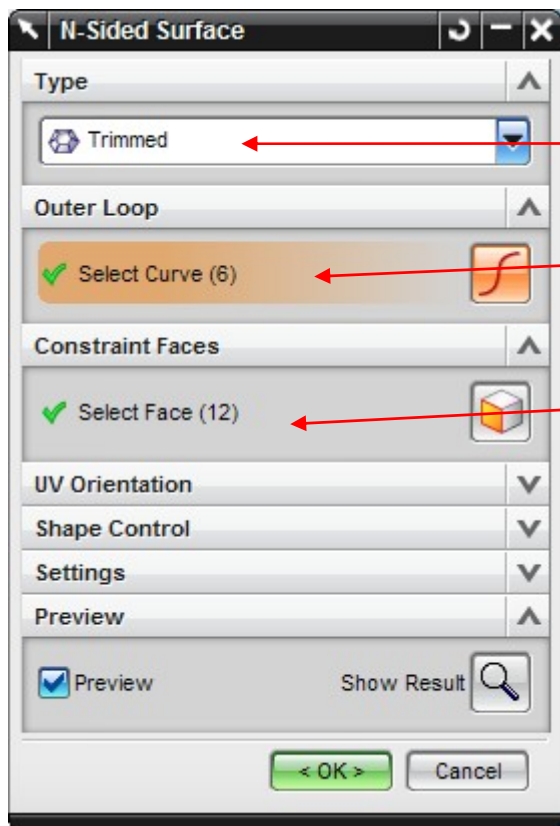 N-Sided Surface
Type
Trimmed
Outer Loop
Select Curve (6)
Constraint Faces
Select Face (12)
UV Orientation
Shape Control
Settings
Preview
Preview Show Result
< OK > Cancel